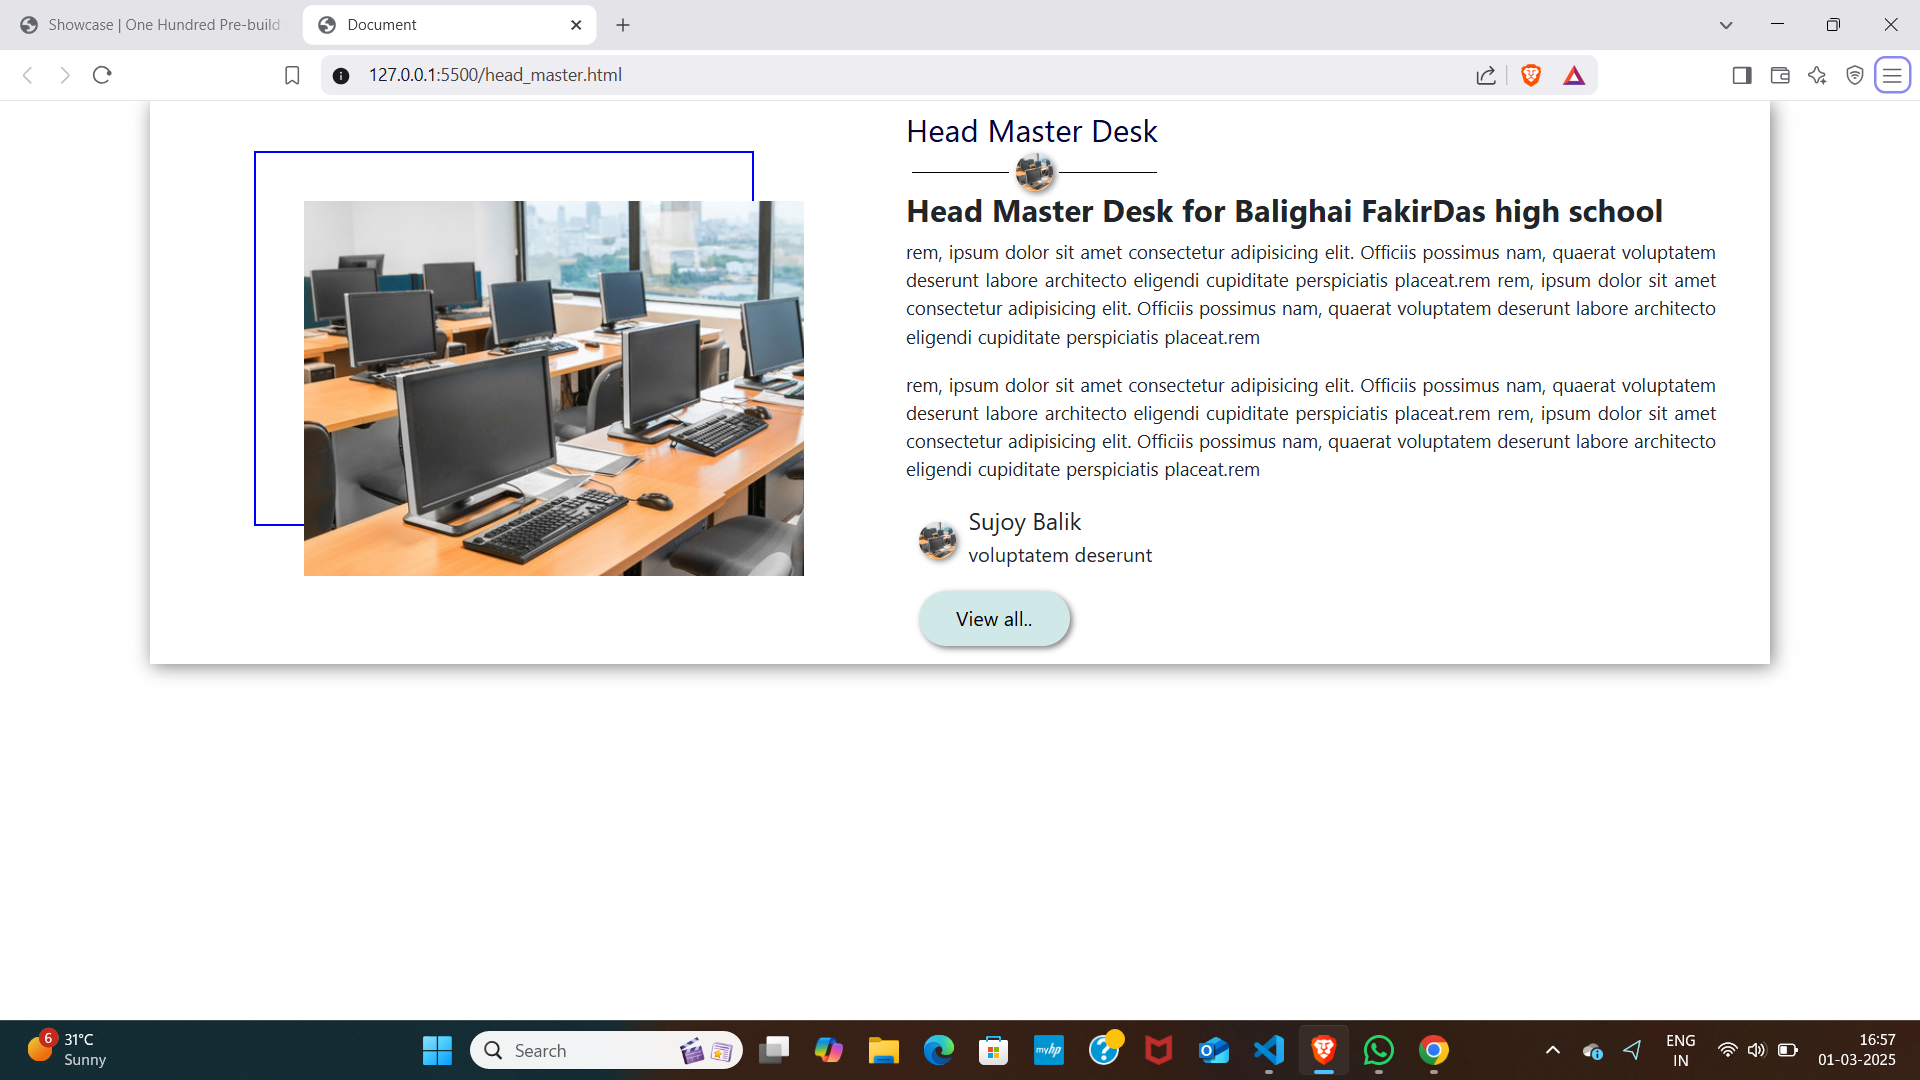 Showcase | One Hundred Pre-build
Document
127.0.0.1:5500/head_master.html
Head Master Desk
Head Master Desk for Balighai FakirDas high school
rem, ipsum dolor sit amet consectetur adipisicing elit. Officiis possimus nam, quaerat voluptatem
deserunt labore architecto eligendi cupiditate perspiciatis placeat.rem rem, ipsum dolor sit amet
consectetur adipisicing elit. Officiis possimus nam, quaerat voluptatem deserunt labore architecto
eligendi cupiditate perspiciatis placeat.rem
rem, ipsum dolor sit amet consectetur adipisicing elit. Officiis possimus nam, quaerat voluptatem
deserunt labore architecto eligendi cupiditate perspiciatis placeat.rem rem, ipsum dolor sit amet
consectetur adipisicing elit. Officiis possimus nam, quaerat voluptatem deserunt labore architecto
eligendi cupiditate perspiciatis placeat.rem
Sujoy Balik
voluptatem deserunt
View all..
6
31°C
Sunny
Search
myhp
ENG
IN
16:57
01-03-2025